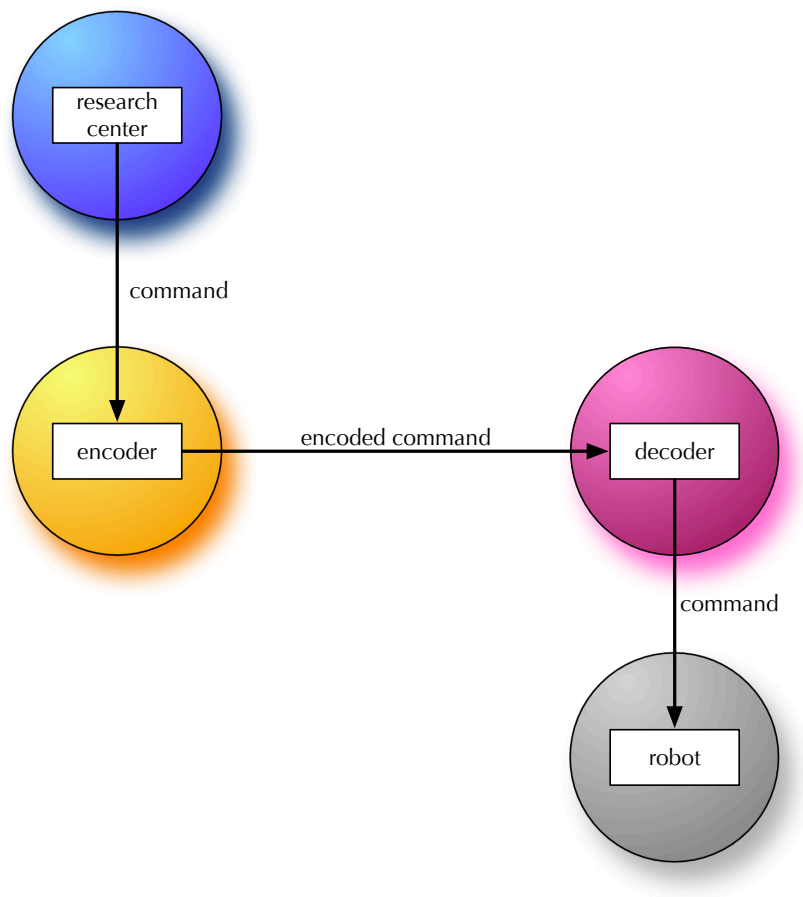 research
center
command
encoder
encoded command
decoder
command
robot